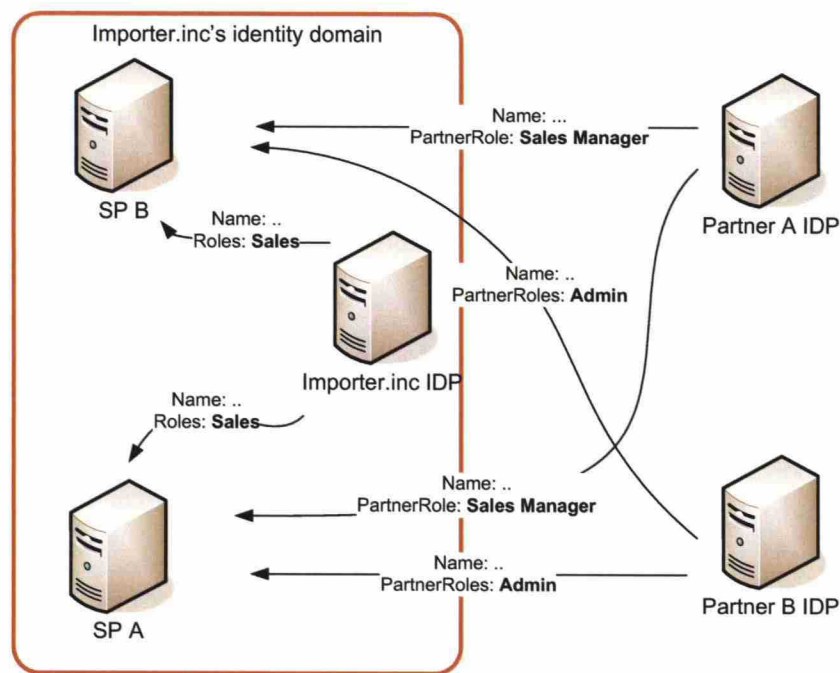 Importer.inc's identity domain
Name: ...
PartnerRole: Sales Manager
SP B
Partner A IDP
Name: ..
Roles: Sales
Name: ..
PartnerRoles: Admin
Importer.inc IDP
Name: ..
Roles: Sales
Name: ..
PartnerRole: Sales Manager
Name: ..
PartnerRoles: Admin
SP A
Partner B IDP